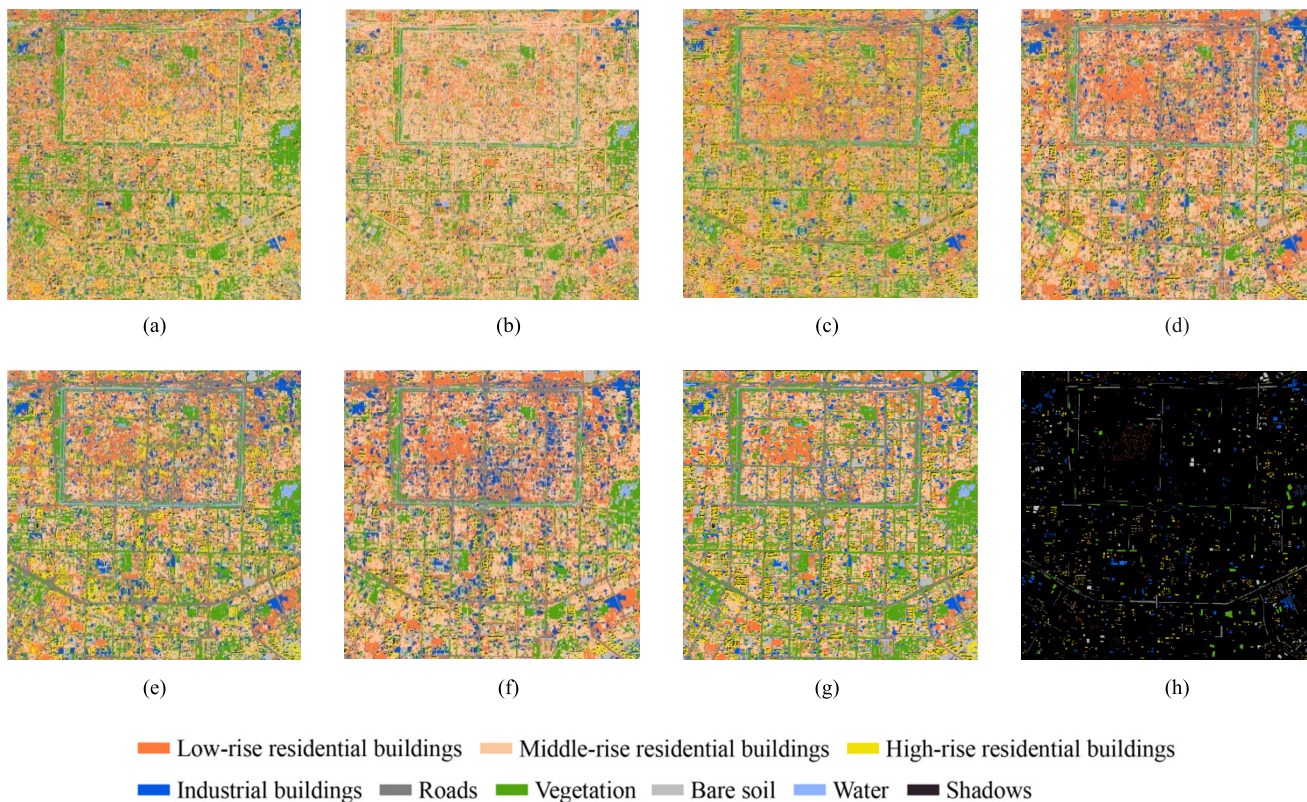 (a) (b) (c) (d)
(e) (f) (g) (h)
Low-rise residential buildings Middle-rise residential buildings High-rise residential buildings
Industrial buildings Roads Vegetation Bare soil Water Shadows